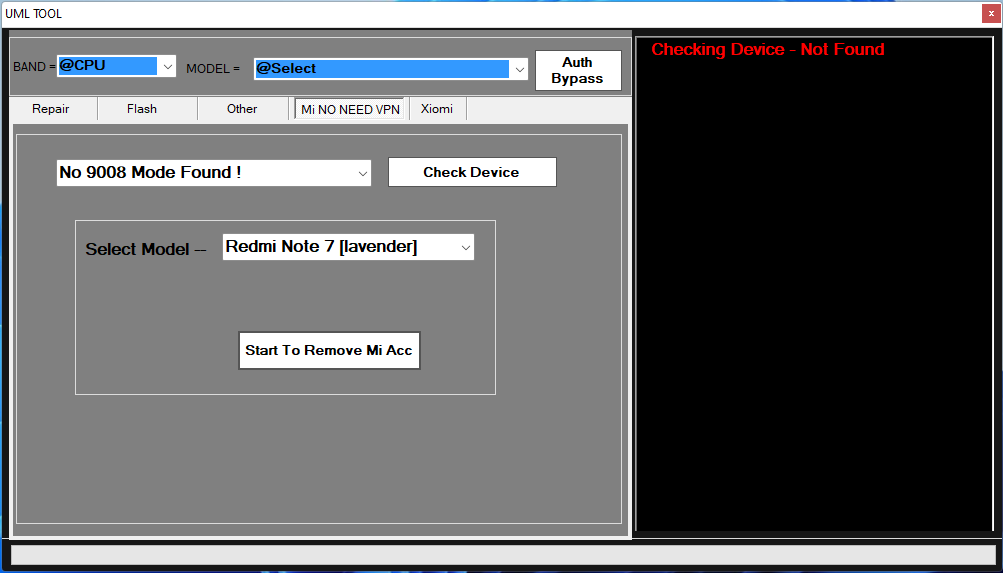 UML TOOL
x
BAND = @CPU MODEL = @Select Auth Bypass
Repair Flash Other Mi NO NEED VPN Xiomi
Checking Device - Not Found
No 9008 Mode Found ! Check Device
Select Model -- Redmi Note 7 [lavender]
Start To Remove Mi Acc